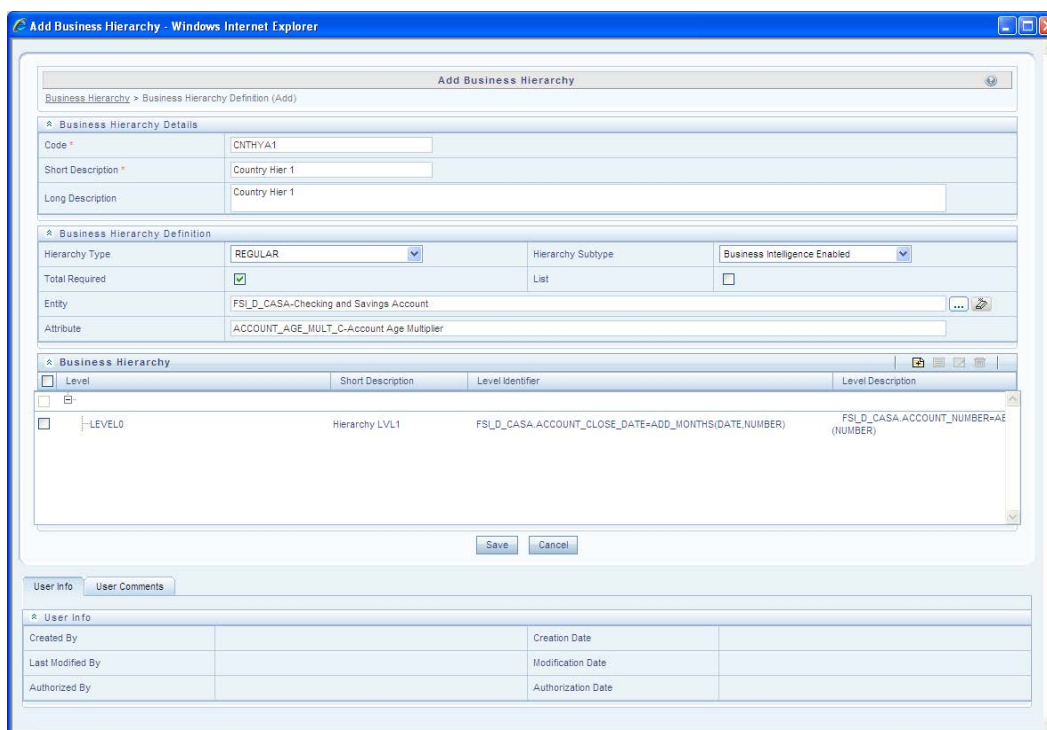 Add Business Hierarchy - Windows Internet Explorer
Add Business Hierarchy
Business Hierarchy > Business Hierarchy Definition (Add)
Business Hierarchy Details
Code * CNTHYA1
Short Description * Country Hier 1
Long Description Country Hier 1
Business Hierarchy Definition
Hierarchy Type REGULAR Hierarchy Subtype Business Intelligence Enabled
Total Required List
Entity FSI_D_CASA-Checking and Savings Account ...
Attribute ACCOUNT_AGE_MULT_C-Account Age Multiplier
Business Hierarchy
Level Short Description Level Identifier Level Description
LEVEL0 Hierarchy LVL1 FSI_D_CASA.ACCOUNT_CLOSE_DATE=ADD_MONTHS(DATE,NUMBER) FSI_D_CASA.ACCOUNT_NUMBER=AE
(NUMBER)
Save Cancel
User Info User Comments
User Info
Created By Creation Date
Last Modified By Modification Date
Authorized By Authorization Date